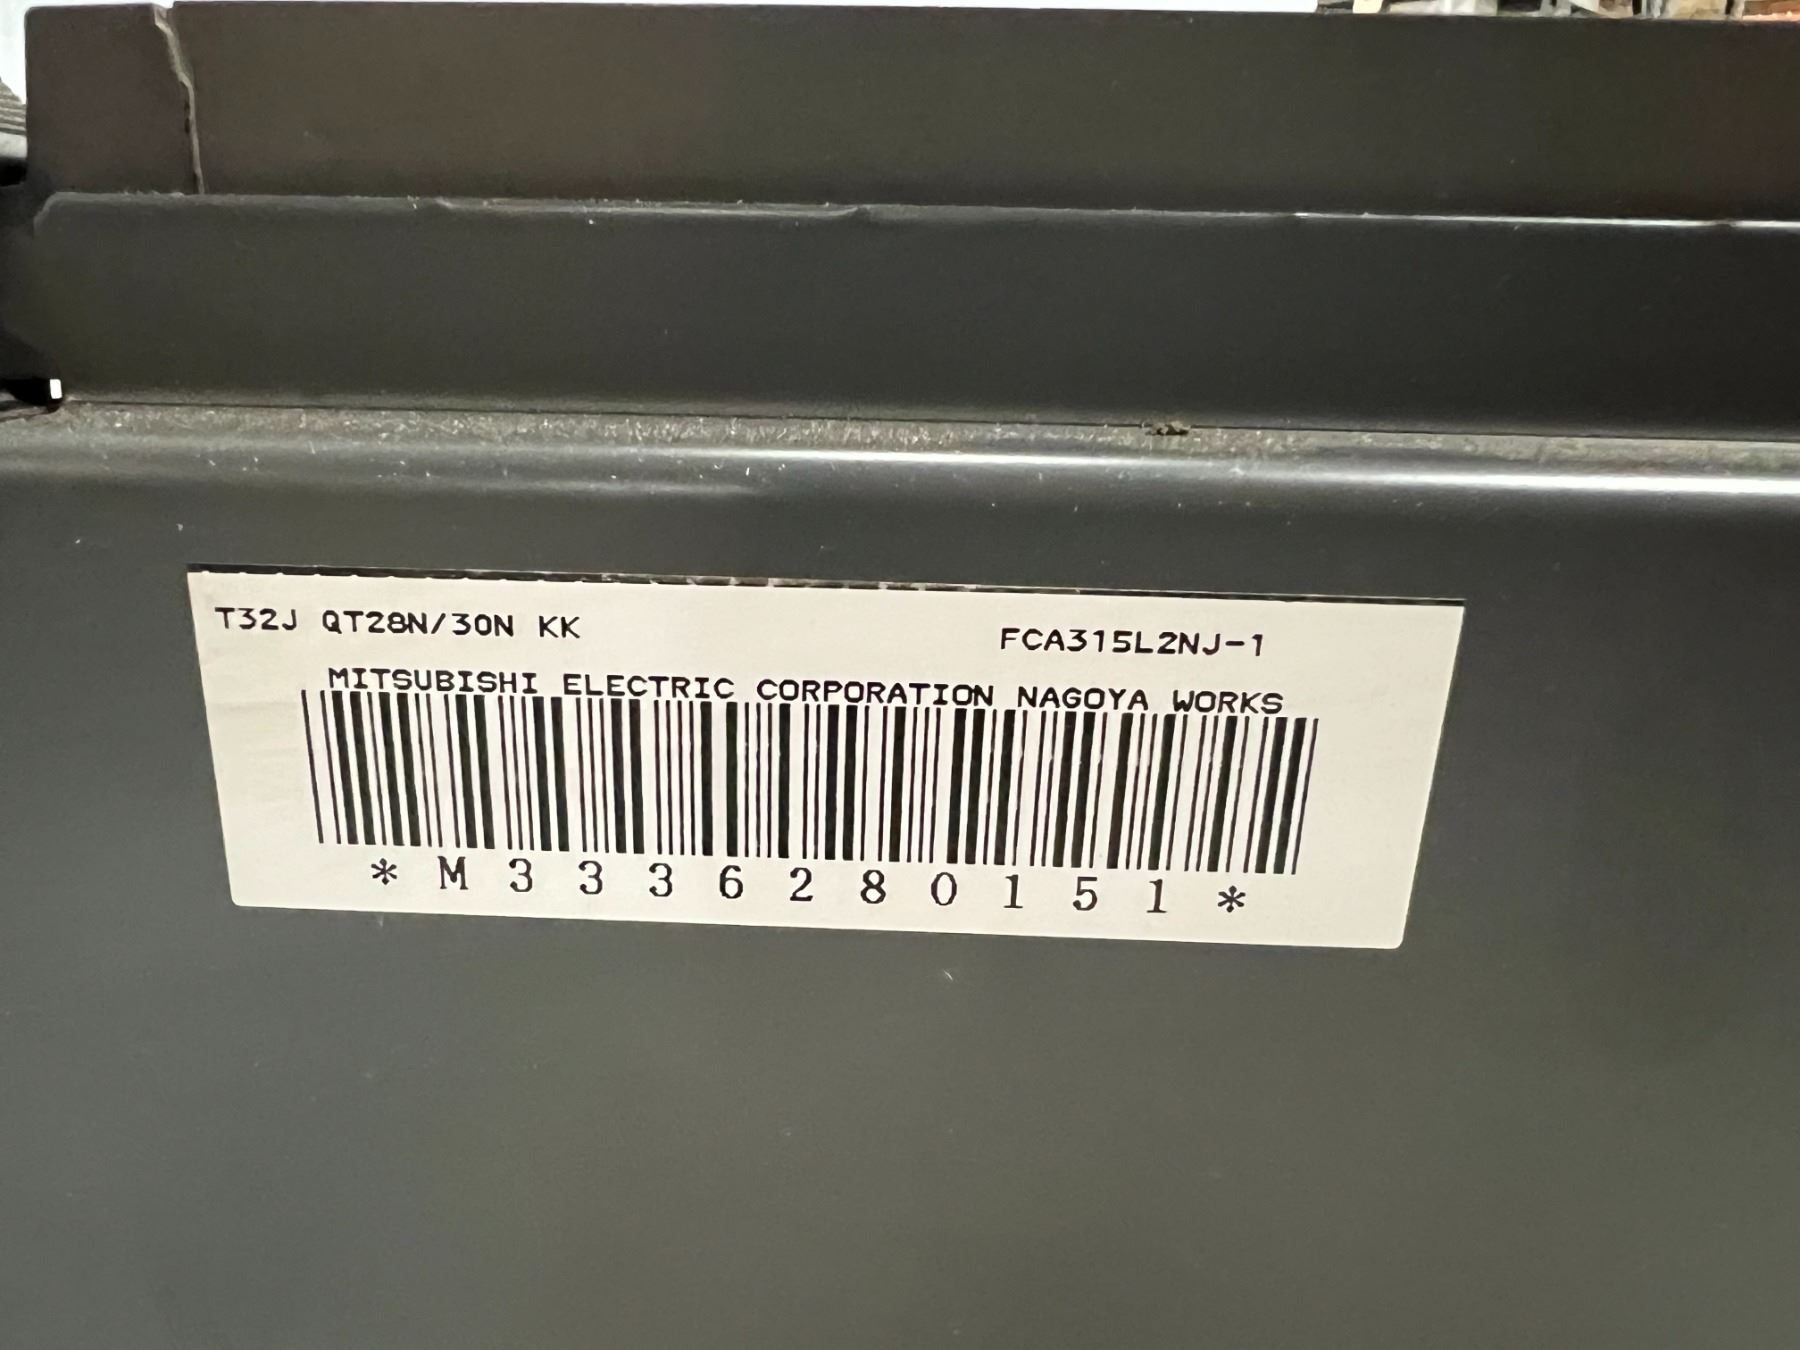 T32J QT28N/30N KK FCA315L2NJ-1
MITSUBISHI ELECTRIC CORPORATION NAGOYA WORKS
*M3336280151*